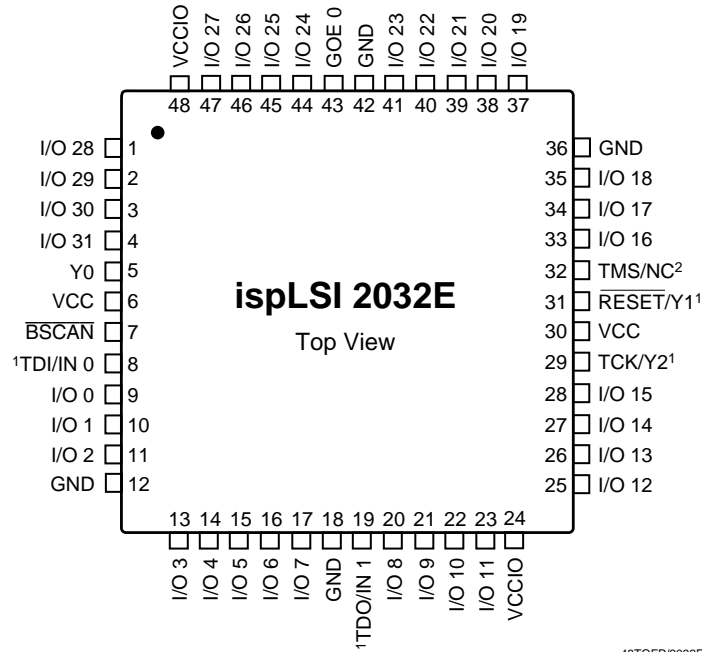 VCCIO
I/O 27
I/O 26
I/O 25
I/O 24
GOE 0
GND
I/O 23
I/O 22
I/O 21
I/O 20
I/O 19
48 47 46 45 44 43 42 41 40 39 38 37
I/O 28 1
I/O 29 2
I/O 30 3
I/O 31 4
Y0 5
VCC 6
BSCAN 7
¹TDI/IN 0 8
I/O 0 9
I/O 1 10
I/O 2 11
GND 12
ispLSI 2032E
Top View
36 GND
35 I/O 18
34 I/O 17
33 I/O 16
32 TMS/NC²
31 RESET/Y1¹
30 VCC
29 TCK/Y2¹
28 I/O 15
27 I/O 14
26 I/O 13
25 I/O 12
13 14 15 16 17 18 19 20 21 22 23 24
I/O 3
I/O 4
I/O 5
I/O 6
I/O 7
GND
¹TDO/IN 1
I/O 8
I/O 9
I/O 10
I/O 11
VCCIO